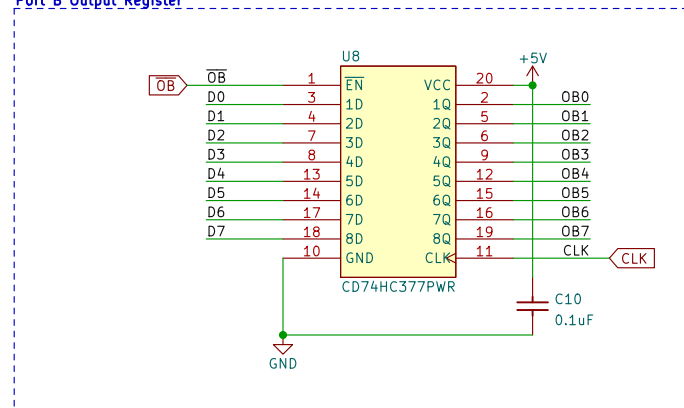 Port B Output Register
U8
+5V
OB OB 1 EN VCC 20
D0 3 1D 1Q 2 OB0
D1 4 2D 2Q 5 OB1
D2 7 3D 3Q 6 OB2
D3 8 4D 4Q 9 OB3
D4 13 5D 5Q 12 OB4
D5 14 6D 6Q 15 OB5
D6 17 7D 7Q 16 OB6
D7 18 8D 8Q 19 OB7
10 GND CLK 11 CLK CLK
CD74HC377PWR
C10
0.1uF
GND